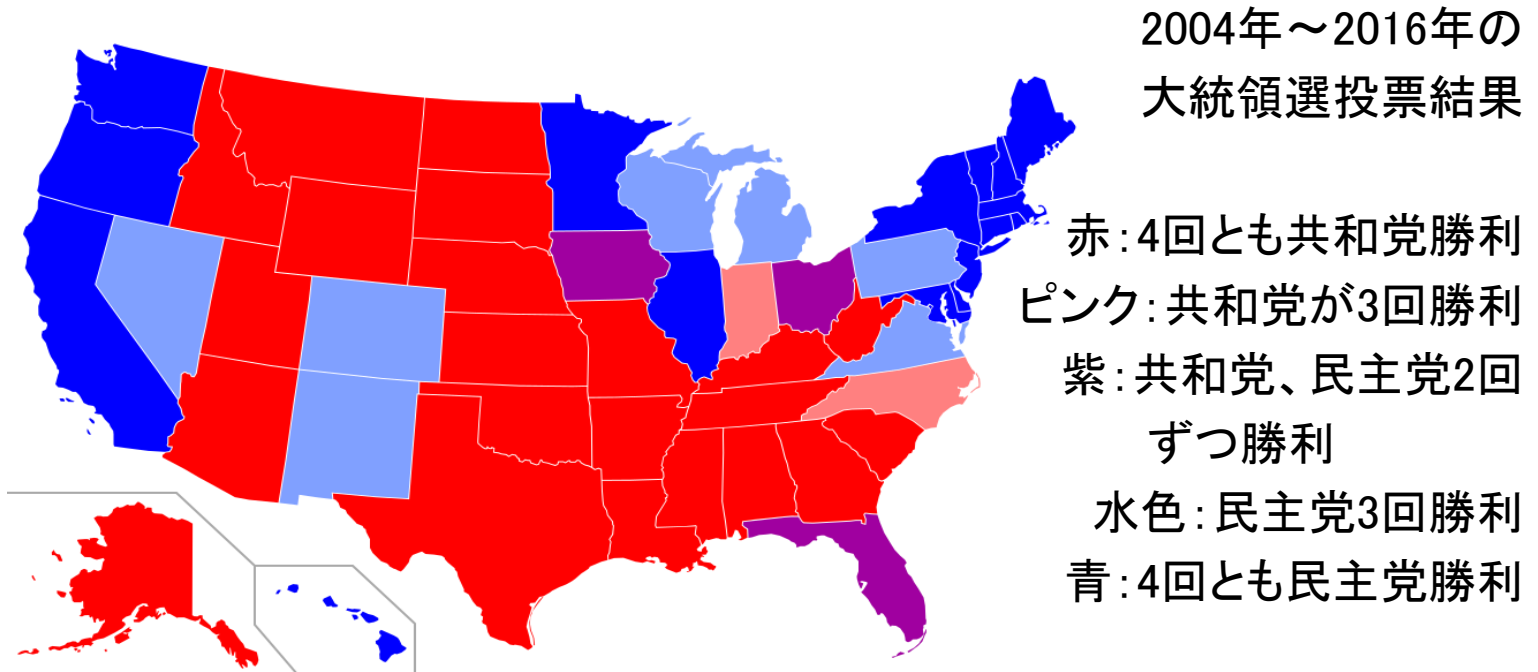 2004年～2016年の
大統領選投票結果
赤：4回とも共和党勝利
ピンク：共和党が3回勝利
紫：共和党、民主党2回
ずつ勝利
水色：民主党3回勝利
青：4回とも民主党勝利